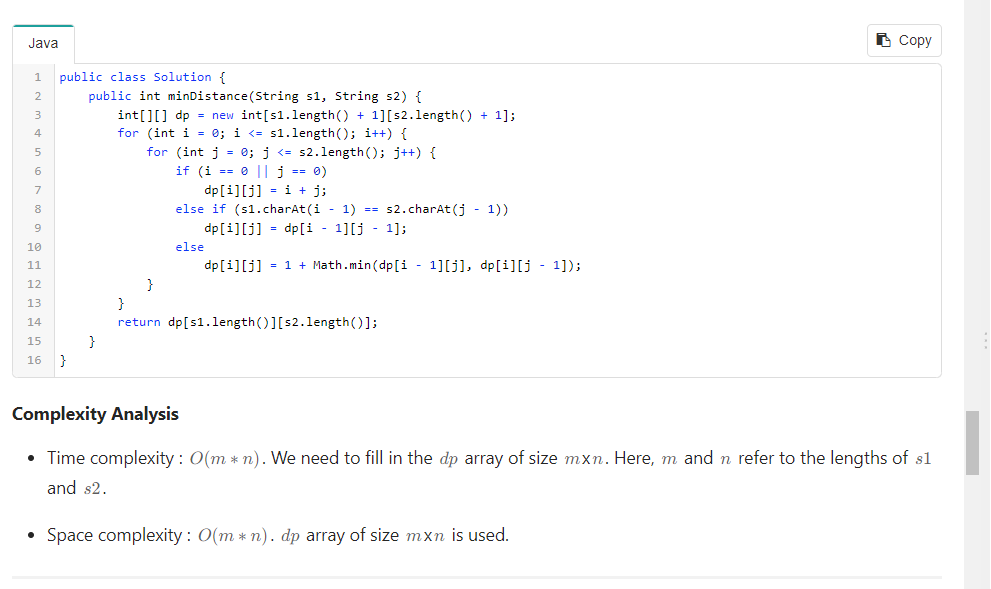 Java
Copy
1 public class Solution {
2     public int minDistance(String s1, String s2) {
3         int[][] dp = new int[s1.length() + 1][s2.length() + 1];
4         for (int i = 0; i <= s1.length(); i++) {
5             for (int j = 0; j <= s2.length(); j++) {
6                 if (i == 0 || j == 0)
7                     dp[i][j] = i + j;
8                 else if (s1.charAt(i - 1) == s2.charAt(j - 1))
9                     dp[i][j] = dp[i - 1][j - 1];
10                 else
11                     dp[i][j] = 1 + Math.min(dp[i - 1][j], dp[i][j - 1]);
12             }
13         }
14         return dp[s1.length()][s2.length()];
15     }
16 }
Complexity Analysis
• Time complexity : O(m * n). We need to fill in the dp array of size mxn. Here, m and n refer to the lengths of s1
and s2.
• Space complexity : O(m * n). dp array of size mxn is used.